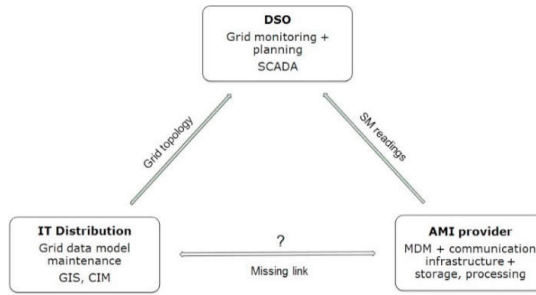 DSO
Grid monitoring +
planning
SCADA
Grid topology
SM readings
IT Distribution
Grid data model
maintenance
GIS, CIM
?
Missing link
AMI provider
MDM + communication
infrastructure +
storage, processing